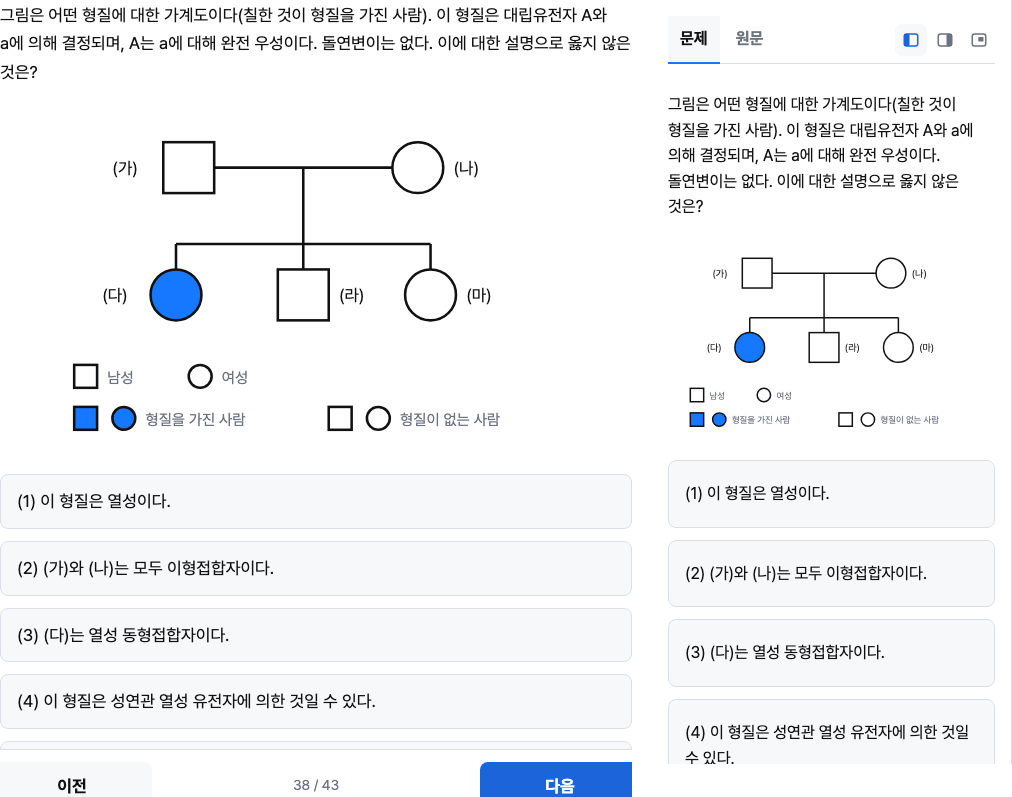 그림은 어떤 형질에 대한 가계도이다(칠한 것이 형질을 가진 사람). 이 형질은 대립유전자 A와
a에 의해 결정되며, A는 a에 대해 완전 우성이다. 돌연변이는 없다. 이에 대한 설명으로 옳지 않은
것은?
(가)
(나)
(다)
(라)
(마)
남성
여성
형질을 가진 사람
형질이 없는 사람
(1) 이 형질은 열성이다.
(2) (가)와 (나)는 모두 이형접합자이다.
(3) (다)는 열성 동형접합자이다.
(4) 이 형질은 성연관 열성 유전자에 의한 것일 수 있다.
이전
38 / 43
다음
문제
원문
그림은 어떤 형질에 대한 가계도이다(칠한 것이
형질을 가진 사람). 이 형질은 대립유전자 A와 a에
의해 결정되며, A는 a에 대해 완전 우성이다.
돌연변이는 없다. 이에 대한 설명으로 옳지 않은
것은?
(가)
(나)
(다)
(라)
(마)
남성
여성
형질을 가진 사람
형질이 없는 사람
(1) 이 형질은 열성이다.
(2) (가)와 (나)는 모두 이형접합자이다.
(3) (다)는 열성 동형접합자이다.
(4) 이 형질은 성연관 열성 유전자에 의한 것일
수 있다.